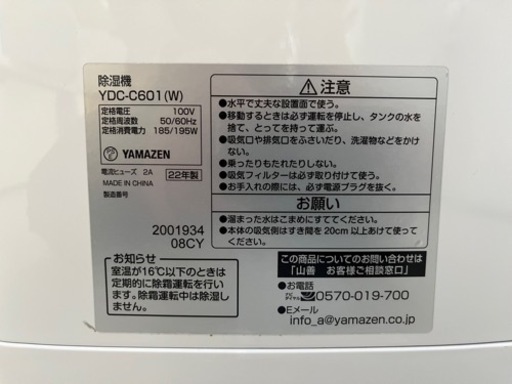 除湿機
YDC-C601(W)
定格電圧 100V
定格周波数 50/60Hz
定格消費電力 185/195W
YAMAZEN
電流ヒューズ 2A
22年製
MADE IN CHINA
製造番号
2001934
08CY
お知らせ
室温が16℃以下のときは
定期的に除霜運転を行い
ます。除霜運転中は除湿し
ません。
注意
●水平で丈夫な設置面で使う。
●移動するときは必ず運転を停止し、タンクの水を
捨て、とってを持って運ぶ。
●吸気口や排気口をふさいだり、洗濯物などをかけ
ない。
●乗ったりもたれたりしない。
●吸気フィルターは必ず取り付けて使う。
●お手入れの際には、必ず電源プラグを抜く。
お願い
●溜まった水はこまめにすててください。
●本体の吸気側はすき間を20cm以上あけて使って
ください。
この商品についてのお問い合わせは
「山善 お客様ご相談窓口」
●お電話
ナビダイヤル 0570-019-700
●Eメール
info_a@yamazen.co.jp